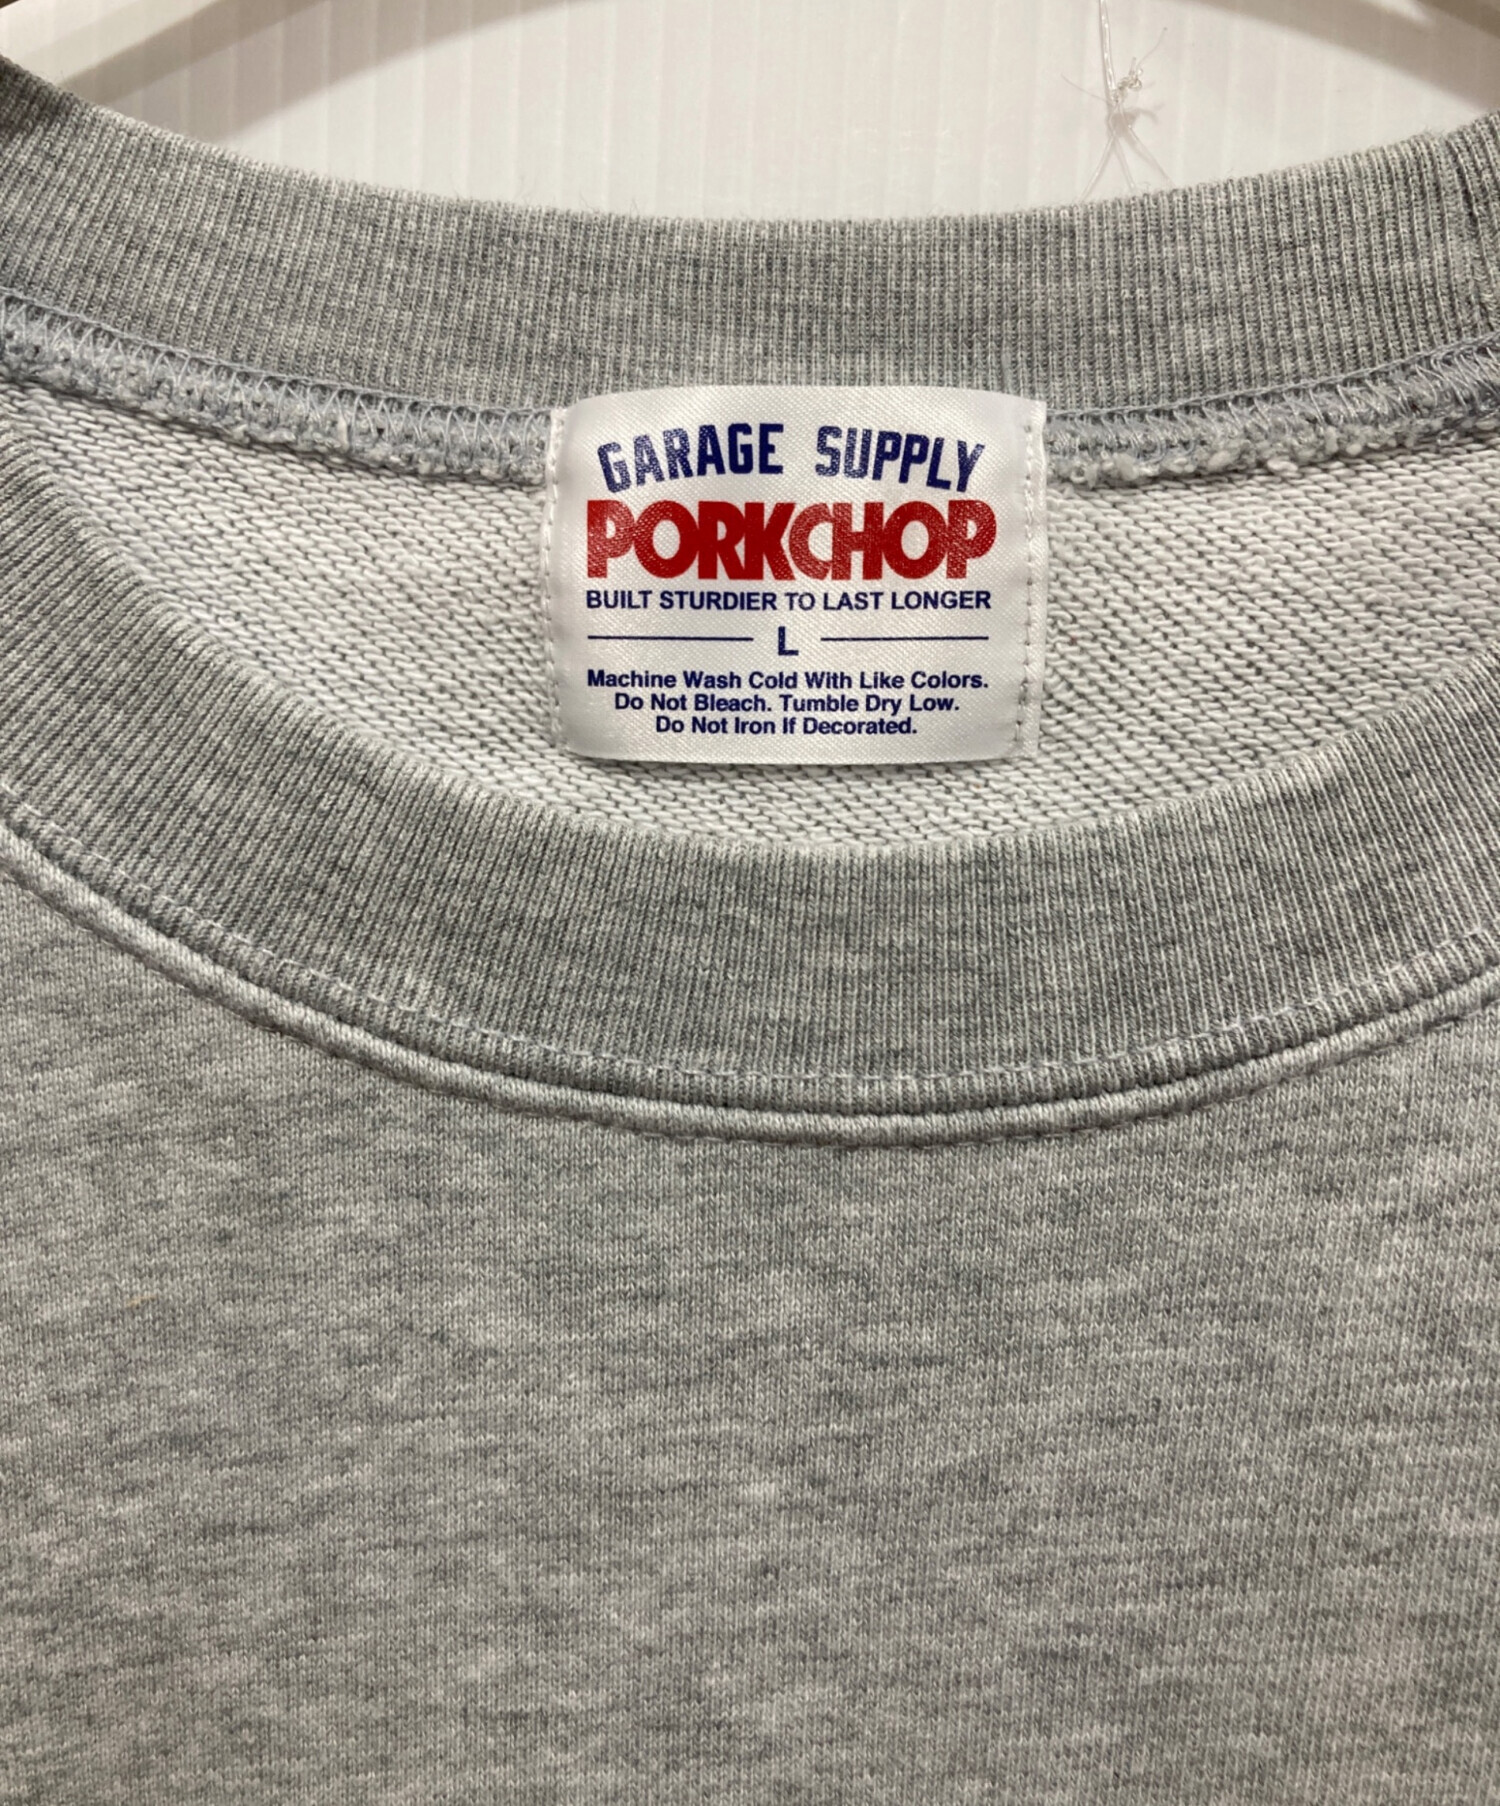 GARAGE SUPPLY
PORKCHOP
BUILT STURDIER TO LAST LONGER
L
Machine Wash Cold With Like Colors.
Do Not Bleach. Tumble Dry Low.
Do Not Iron If Decorated.